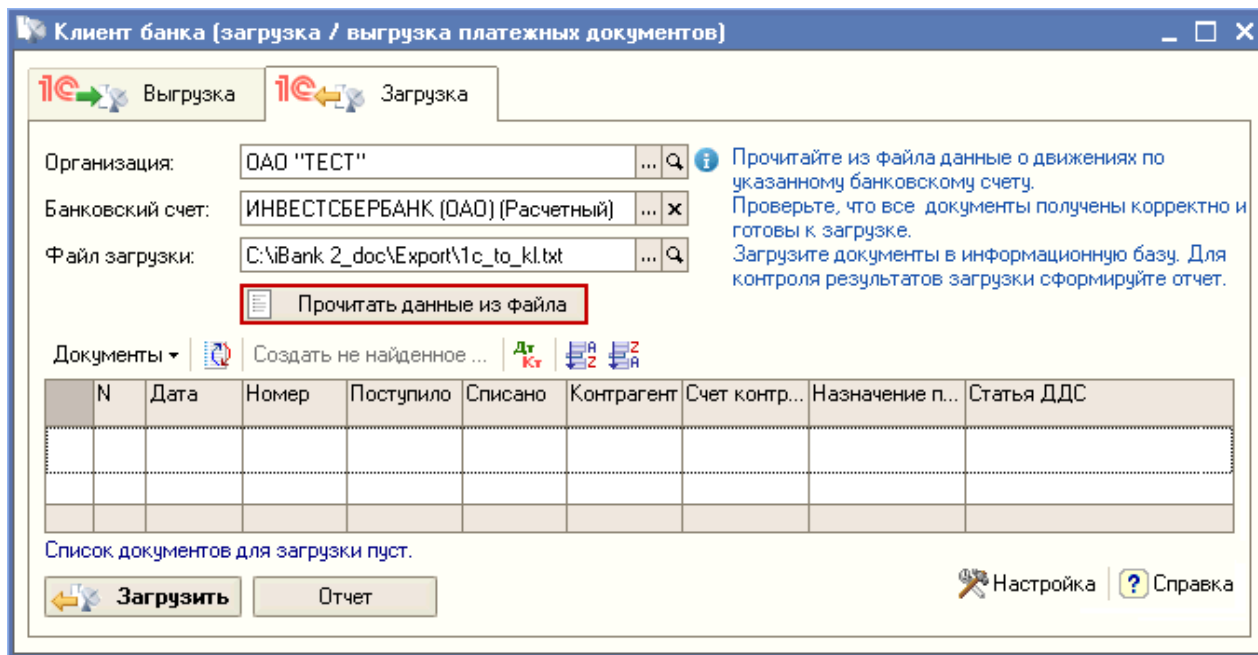 Клиент банка (загрузка / выгрузка платежных документов)
1С Выгрузка 1С Загрузка
Организация: ОАО "ТЕСТ" ...
Прочитайте из файла данные о движениях по
указанному банковскому счету.
Банковский счет: ИНВЕСТСБЕРБАНК (ОАО) (Расчетный) ... x
Проверьте, что все документы получены корректно и
готовы к загрузке.
Файл загрузки: C:\iBank 2_doc\Export\1c_to_kl.txt ...
Загрузите документы в информационную базу. Для
контроля результатов загрузки сформируйте отчет.
Прочитать данные из файла
Документы Создать не найденное ... Дт Кт А Z Z А
N Дата Номер Поступило Списано Контрагент Счет контр... Назначение п... Статья ДДС
Список документов для загрузки пуст.
Загрузить Отчет Настройка ? Справка